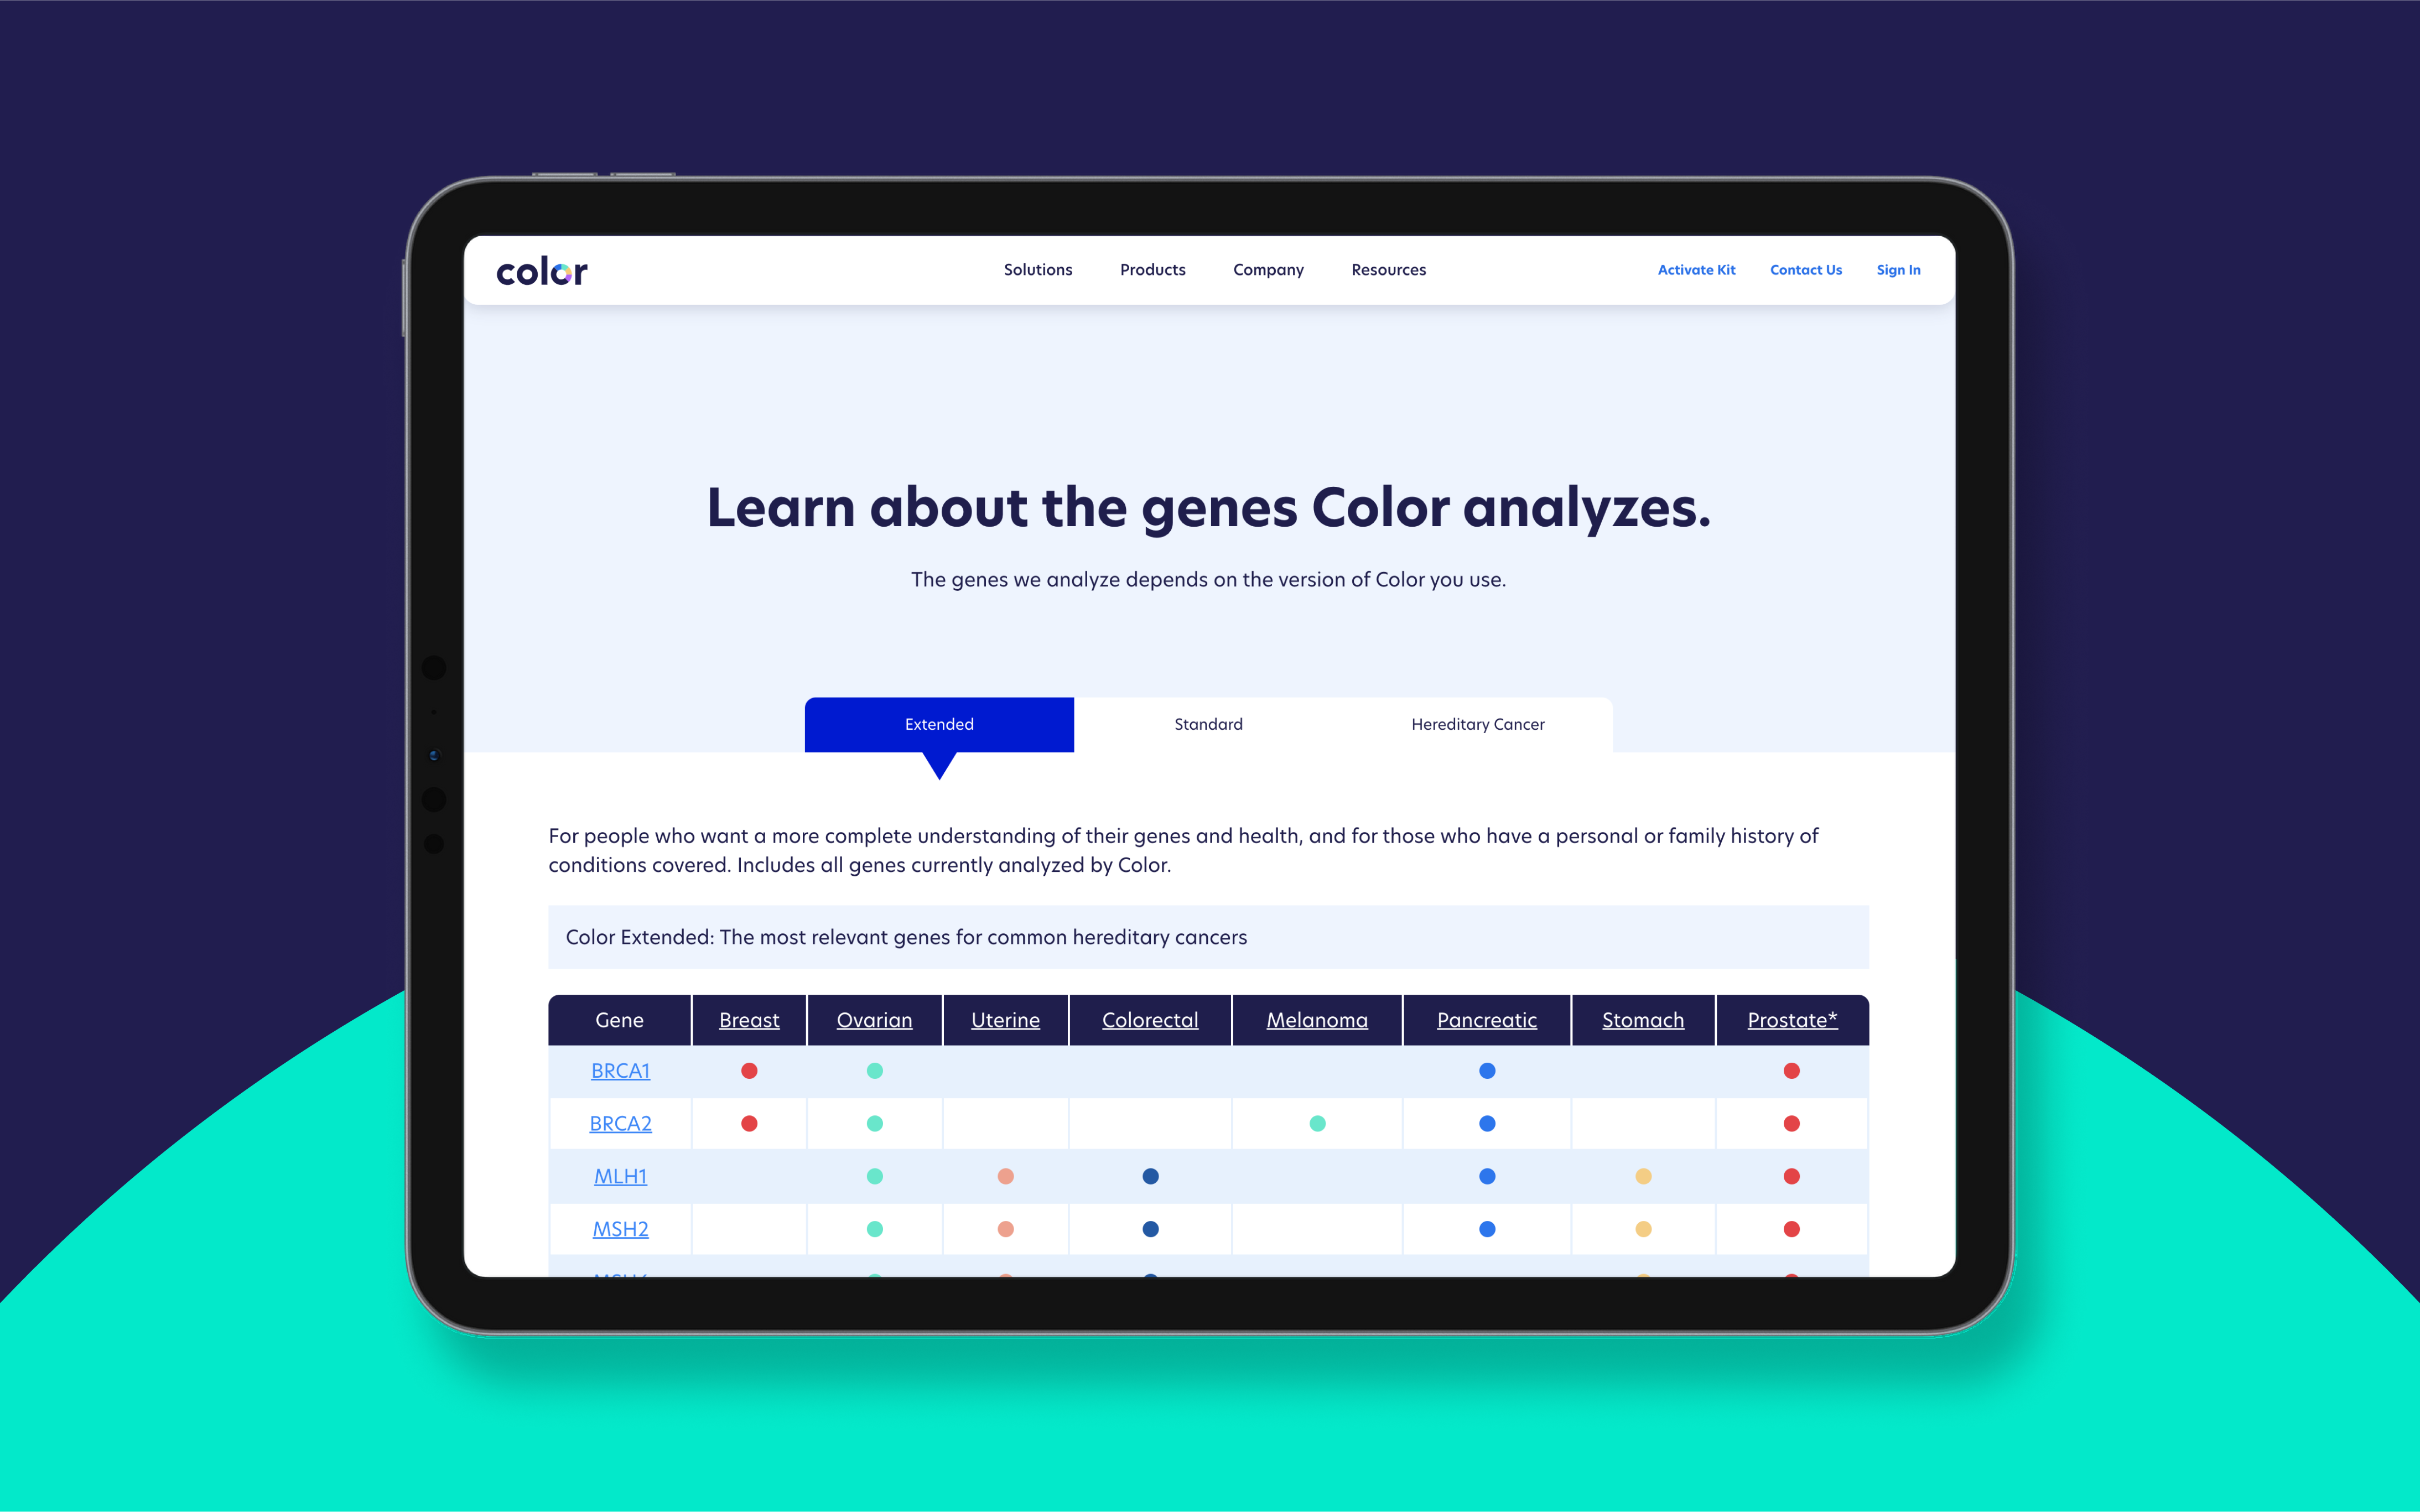 color
Solutions Products Company Resources
Activate Kit Contact Us Sign In
Learn about the genes Color analyzes.
The genes we analyze depends on the version of Color you use.
Extended Standard Hereditary Cancer
For people who want a more complete understanding of their genes and health, and for those who have a personal or family history of
conditions covered. Includes all genes currently analyzed by Color.
Color Extended: The most relevant genes for common hereditary cancers
Gene Breast Ovarian Uterine Colorectal Melanoma Pancreatic Stomach Prostate*
BRCA1
BRCA2
MLH1
MSH2